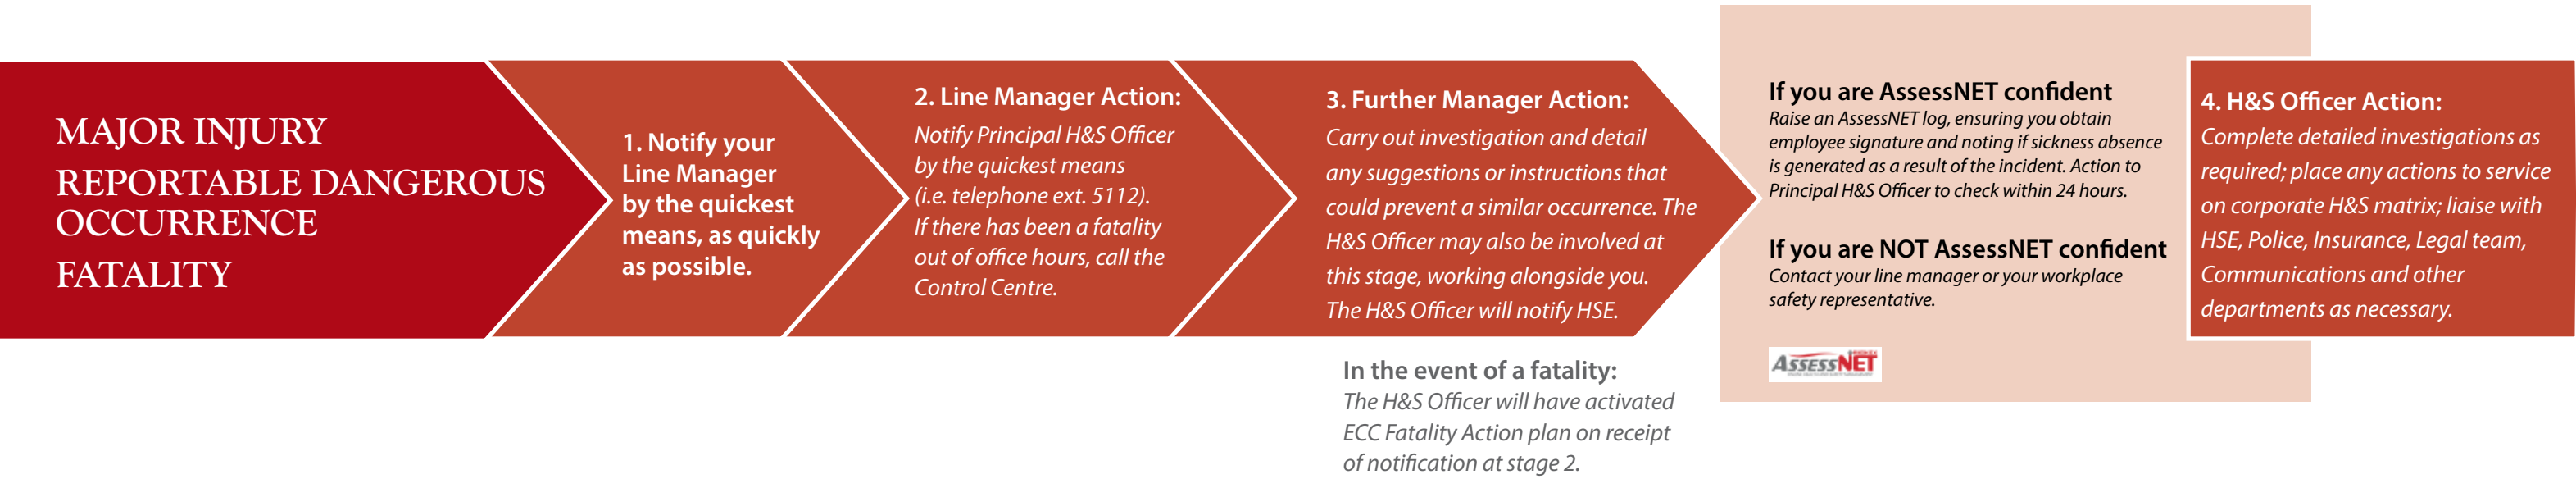 MAJOR INJURY
REPORTABLE DANGEROUS
OCCURRENCE
FATALITY
1. Notify your
Line Manager
by the quickest
means, as quickly
as possible.
2. Line Manager Action:
Notify Principal H&S Officer
by the quickest means
(i.e. telephone ext. 5112).
If there has been a fatality
out of office hours, call the
Control Centre.
3. Further Manager Action:
Carry out investigation and detail
any suggestions or instructions that
could prevent a similar occurrence. The
H&S Officer may also be involved at
this stage, working alongside you.
The H&S Officer will notify HSE.
In the event of a fatality:
The H&S Officer will have activated
ECC Fatality Action plan on receipt
of notification at stage 2.
If you are AssessNET confident
Raise an AssessNET log, ensuring you obtain
employee signature and noting if sickness absence
is generated as a result of the incident. Action to
Principal H&S Officer to check within 24 hours.
If you are NOT AssessNET confident
Contact your line manager or your workplace
safety representative.
ASSESSNET
4. H&S Officer Action:
Complete detailed investigations as
required; place any actions to service
on corporate H&S matrix; liaise with
HSE, Police, Insurance, Legal team,
Communications and other
departments as necessary.